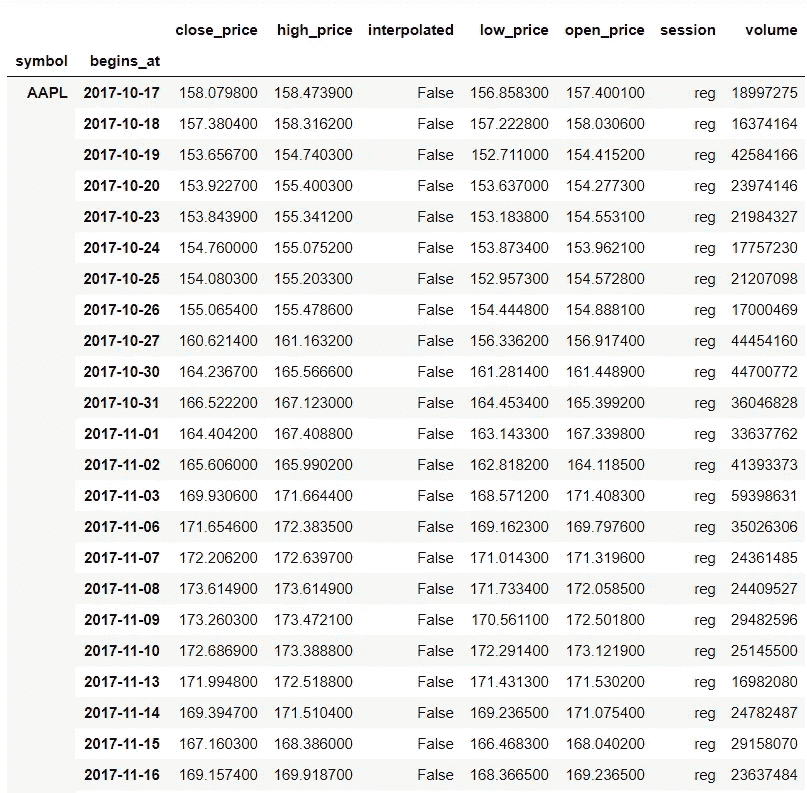 close_price high_price interpolated low_price open_price session volume
symbol begins_at
AAPL 2017-10-17 158.079800 158.473900 False 156.858300 157.400100 reg 18997275
2017-10-18 157.380400 158.316200 False 157.222800 158.030600 reg 16374164
2017-10-19 153.656700 154.740300 False 152.711000 154.415200 reg 42584166
2017-10-20 153.922700 155.400300 False 153.637000 154.277300 reg 23974146
2017-10-23 153.843900 155.341200 False 153.183800 154.553100 reg 21984327
2017-10-24 154.760000 155.075200 False 153.873400 153.962100 reg 17757230
2017-10-25 154.080300 155.203300 False 152.957300 154.572800 reg 21207098
2017-10-26 155.065400 155.478600 False 154.444800 154.888100 reg 17000469
2017-10-27 160.621400 161.163200 False 156.336200 156.917400 reg 44454160
2017-10-30 164.236700 165.566600 False 161.281400 161.448900 reg 44700772
2017-10-31 166.522200 167.123000 False 164.453400 165.399200 reg 36046828
2017-11-01 164.404200 167.408800 False 163.143300 167.339800 reg 33637762
2017-11-02 165.606000 165.990200 False 162.818200 164.118500 reg 41393373
2017-11-03 169.930600 171.664400 False 168.571200 171.408300 reg 59398631
2017-11-06 171.654600 172.383500 False 169.162300 169.797600 reg 35026306
2017-11-07 172.206200 172.639700 False 171.014300 171.319600 reg 24361485
2017-11-08 173.614900 173.614900 False 171.733400 172.058500 reg 24409527
2017-11-09 173.260300 173.472100 False 170.561100 172.501800 reg 29482596
2017-11-10 172.686900 173.388800 False 172.291400 173.121900 reg 25145500
2017-11-13 171.994800 172.518800 False 171.431300 171.530200 reg 16982080
2017-11-14 169.394700 171.510400 False 169.236500 171.075400 reg 24782487
2017-11-15 167.160300 168.386000 False 166.468300 168.040200 reg 29158070
2017-11-16 169.157400 169.918700 False 168.366500 169.236500 reg 23637484